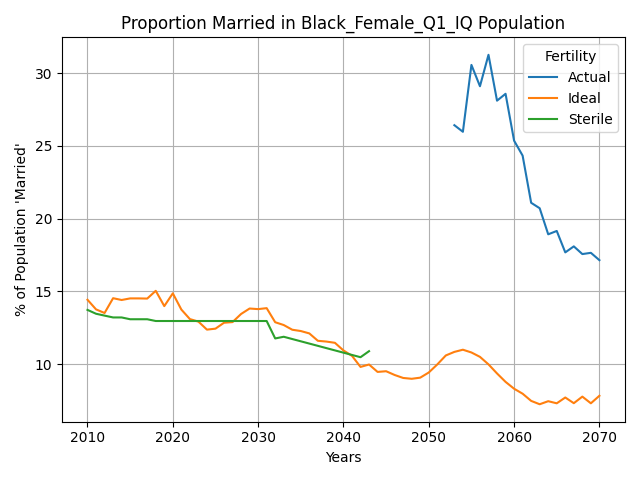 Proportion Married in Black_Female_Q1_IQ Population
Fertility
Actual
Ideal
Sterile
% of Population 'Married'
30
25
20
15
10
2010 2020 2030 2040 2050 2060 2070
Years